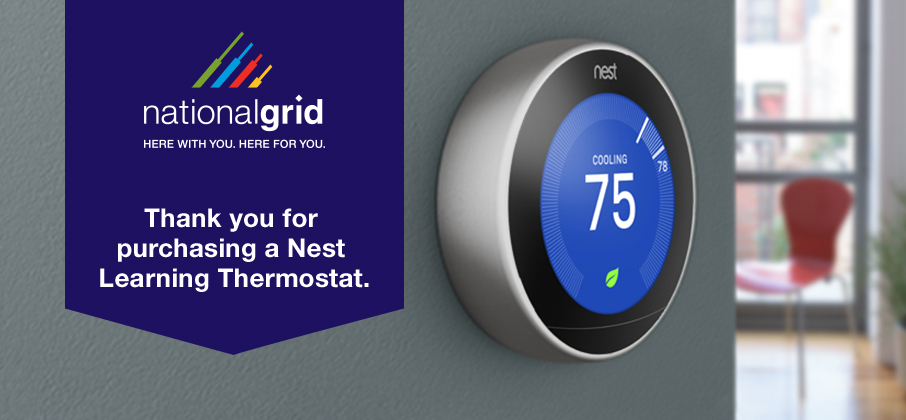 nationalgrid
HERE WITH YOU. HERE FOR YOU.
Thank you for
purchasing a Nest
Learning Thermostat.
nest
COOLING
75
78